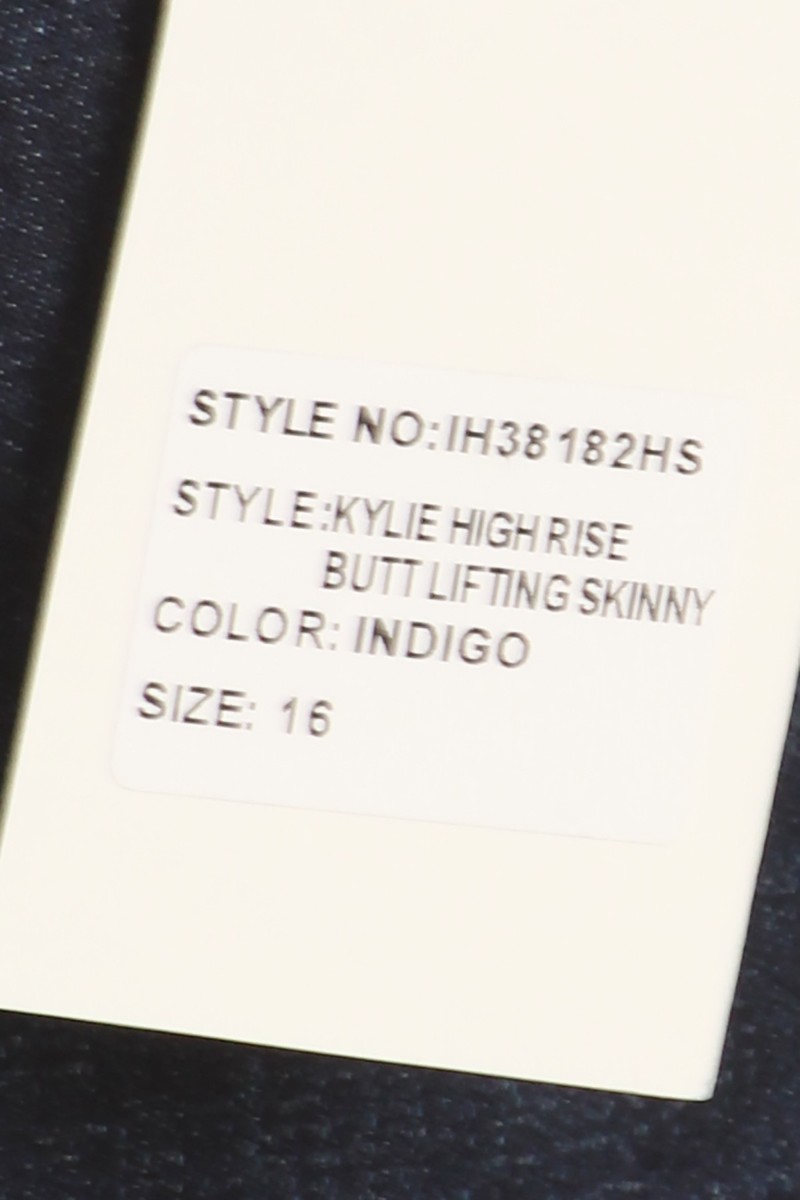 STYLE NO:IH38182HS
STYLE:KYLIE HIGH RISE
BUTT LIFTING SKINNY
COLOR: INDIGO
SIZE: 16